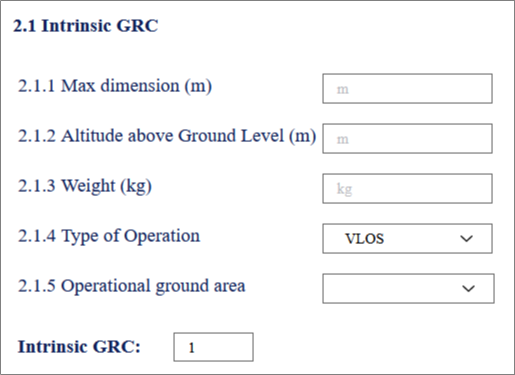 2.1 Intrinsic GRC
2.1.1 Max dimension (m)
m
2.1.2 Altitude above Ground Level (m)
m
2.1.3 Weight (kg)
kg
2.1.4 Type of Operation
VLOS
2.1.5 Operational ground area
Intrinsic GRC:
1